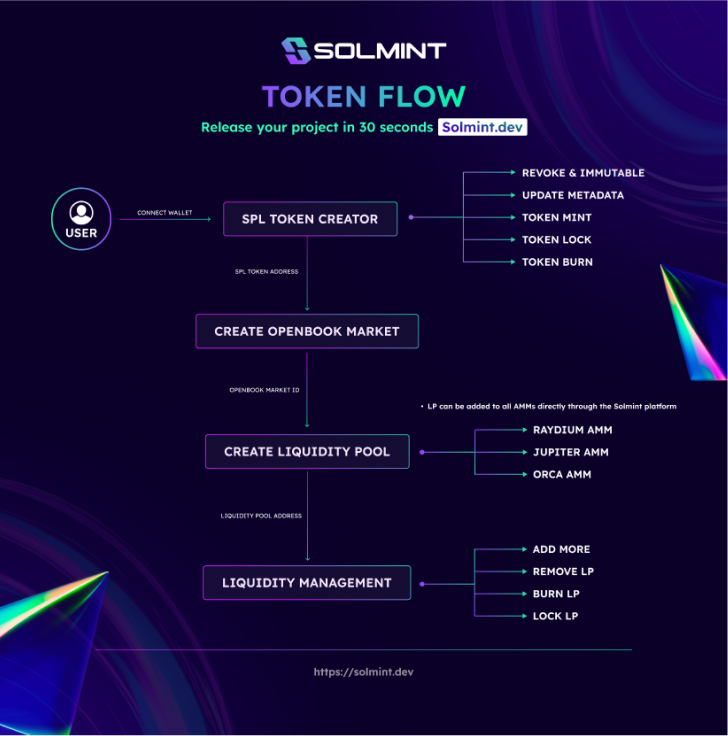 SOLMINT
TOKEN FLOW
Release your project in 30 seconds Solmint.dev
USER
CONNECT WALLET
SPL TOKEN CREATOR
REVOKE & IMMUTABLE
UPDATE METADATA
TOKEN MINT
TOKEN LOCK
TOKEN BURN
SPL TOKEN ADDRESS
CREATE OPENBOOK MARKET
OPENBOOK MARKET ID
• LP can be added to all AMMs directly through the Solmint platform
CREATE LIQUIDITY POOL
RAYDIUM AMM
JUPITER AMM
ORCA AMM
LIQUIDITY POOL ADDRESS
LIQUIDITY MANAGEMENT
ADD MORE
REMOVE LP
BURN LP
LOCK LP
https://solmint.dev